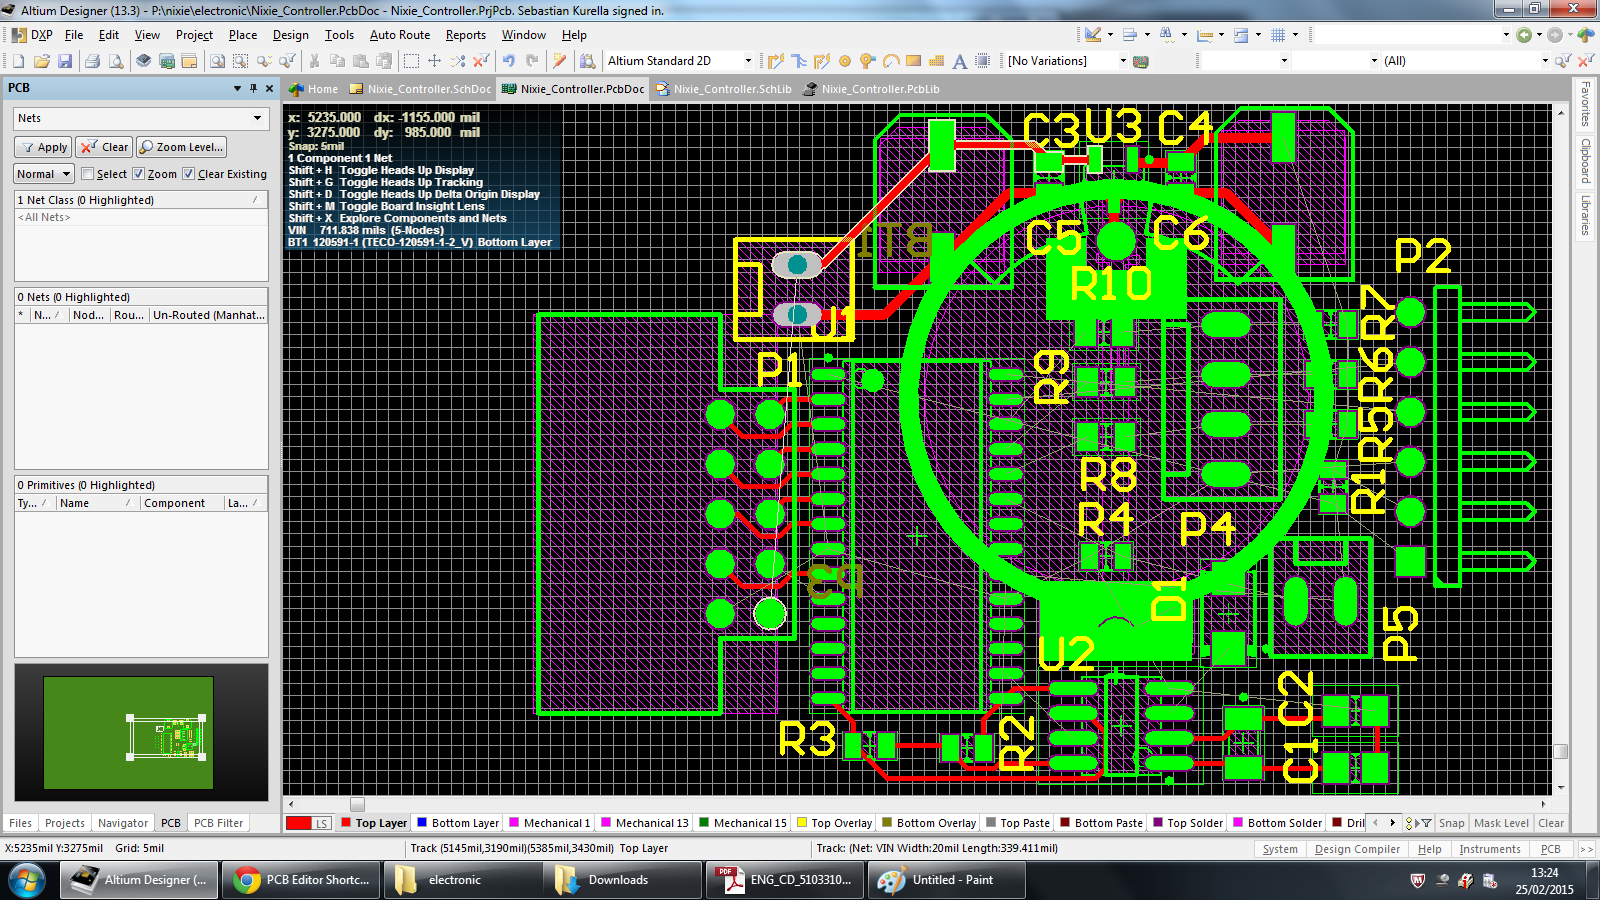 Altium Designer (13.3) - P:\nixie\electronic\Nixie_Controller.PcbDoc - Nixie_Controller.PrjPcb. Sebastian Kurella signed in.
DXP File Edit View Project Place Design Tools Auto Route Reports Window Help
Altium Standard 2D [No Variations] (All)
PCB
Home Nixie_Controller.SchDoc Nixie_Controller.PcbDoc Nixie_Controller.SchLib Nixie_Controller.PcbLib
Nets
Apply Clear Zoom Level...
Normal Select Zoom Clear Existing
1 Net Class (0 Highlighted)
<All Nets>
0 Nets (0 Highlighted)
* N... Nod... Rou... Un-Routed (Manhat...
0 Primitives (0 Highlighted)
Ty... Name Component La...
x: 5235.000 dx: -1155.000 mil
y: 3275.000 dy: 985.000 mil
Snap: 5mil
1 Component 1 Net
Shift + H Toggle Heads Up Display
Shift + G Toggle Heads Up Tracking
Shift + D Toggle Heads Up Delta Origin Display
Shift + M Toggle Board Insight Lens
Shift + X Explore Components and Nets
VIN 711.838 mils (5-Nodes)
BT1 120591-1 (TECO-120591-1-2_V) Bottom Layer
C3 U3 C4
BT1
C5 C6
R10
P2
U1
P1
R9
R7
R6
R5
R1
R8
R4
P4
P3
D1
P5
U2
R3
R2
C2
C1
Favorites
Clipboard
Libraries
Files Projects Navigator PCB PCB Filter
LS Top Layer Bottom Layer Mechanical 1 Mechanical 13 Mechanical 15 Top Overlay Bottom Overlay Top Paste Bottom Paste Top Solder Bottom Solder Dril Snap Mask Level Clear
X:5235mil Y:3275mil Grid: 5mil Track (5145mil,3190mil)(5385mil,3430mil) Top Layer Track: (Net: VIN Width:20mil Length:339.411mil) System Design Compiler Help Instruments PCB >>
Altium Designer (... PCB Editor Shortc... electronic Downloads ENG_CD_5103310... Untitled - Paint
13:24
25/02/2015